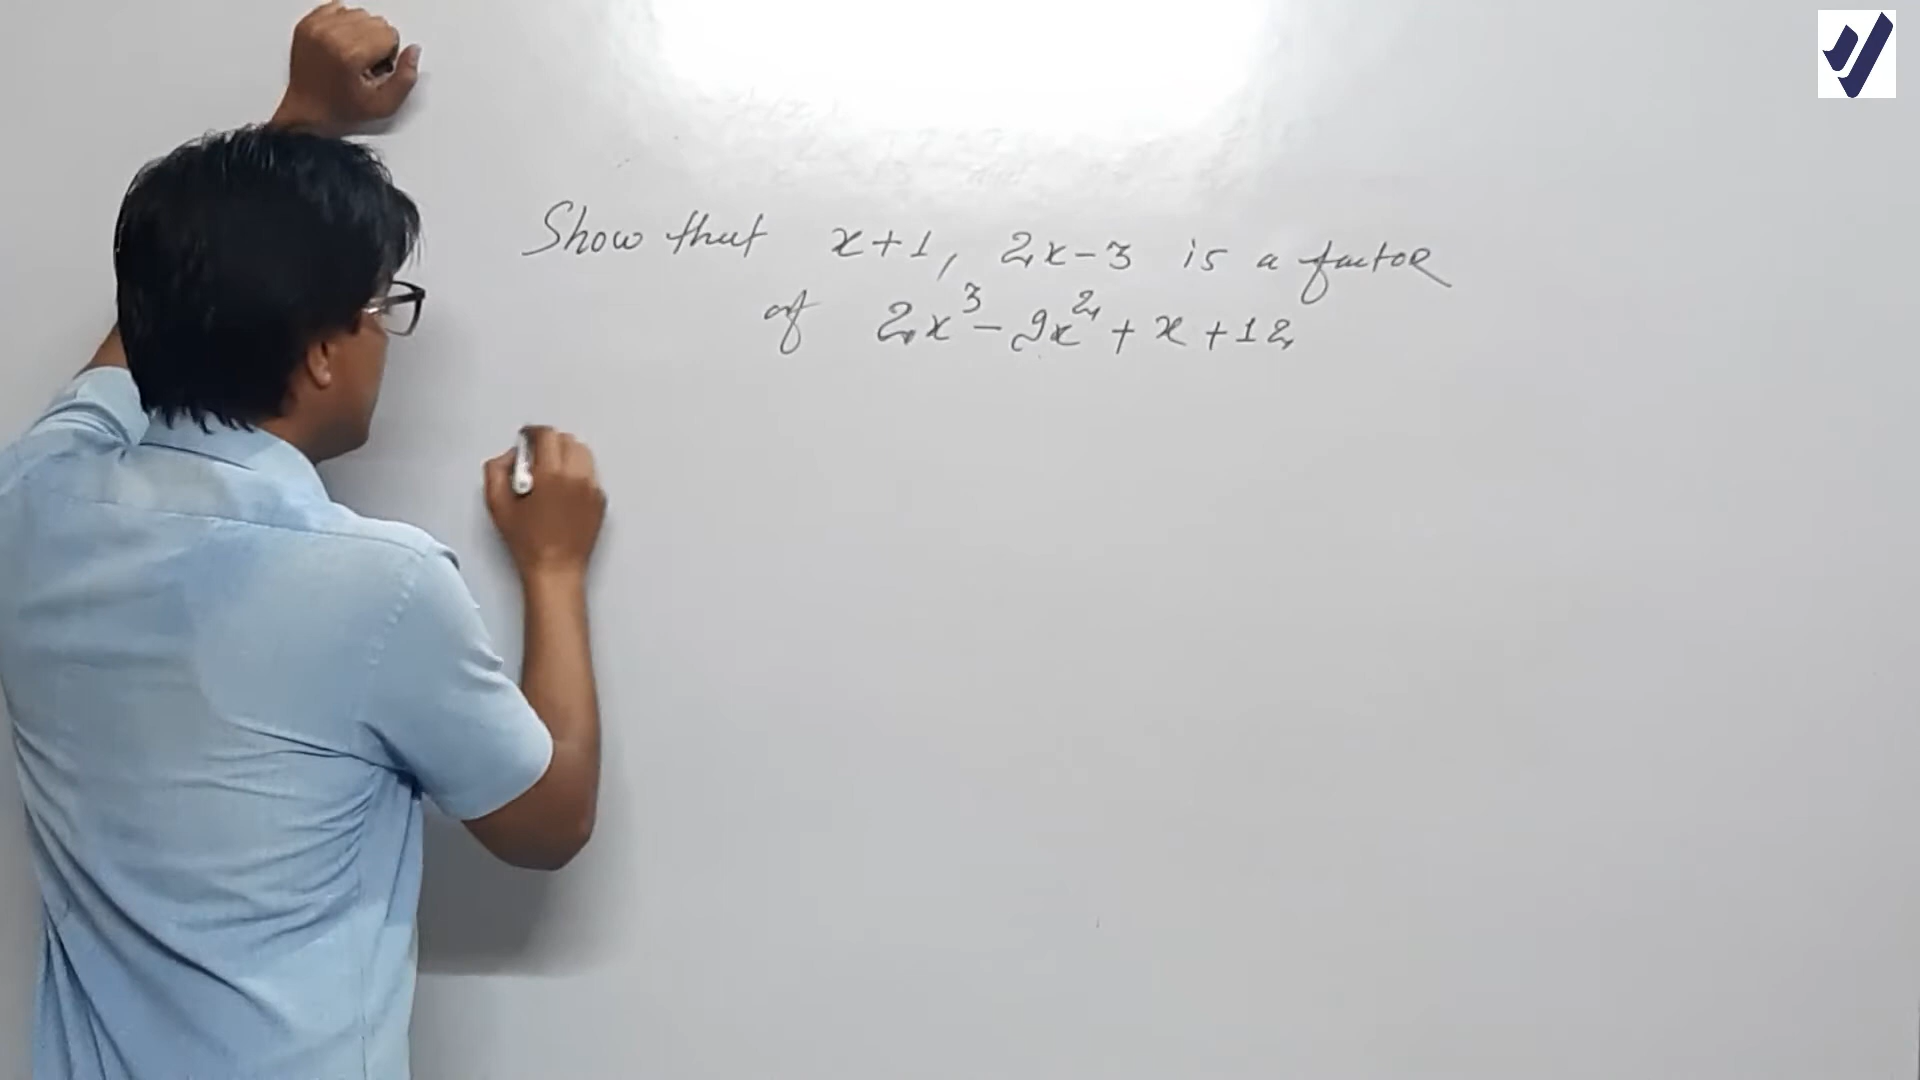 Show that x+1, 2x-3 is a factor
of 2x³-9x²+x+12